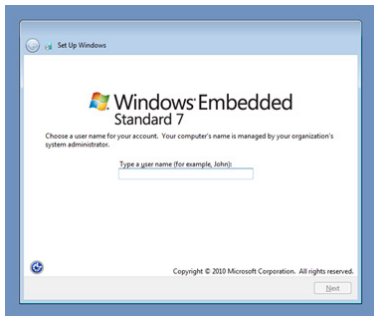 Set Up Windows
Windows Embedded
Standard 7
Choose a user name for your account. Your computer's name is managed by your organization's
system administrator.
Type a user name (for example, John):
Copyright © 2010 Microsoft Corporation. All rights reserved.
Next